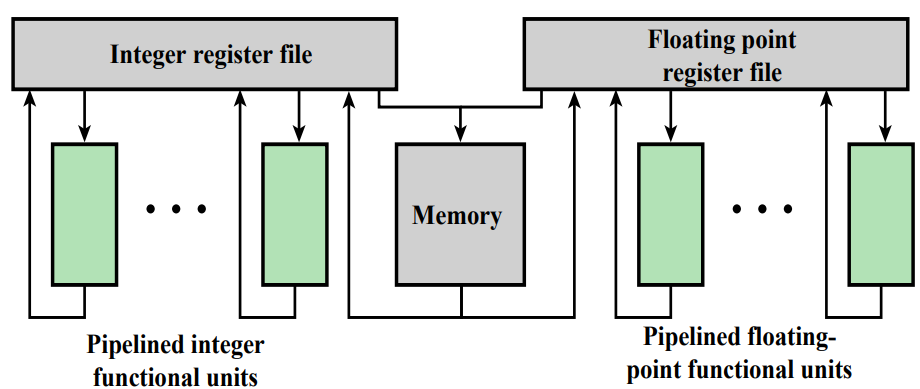 Integer register file
Floating point
register file
Memory
Pipelined integer
functional units
Pipelined floating-
point functional units